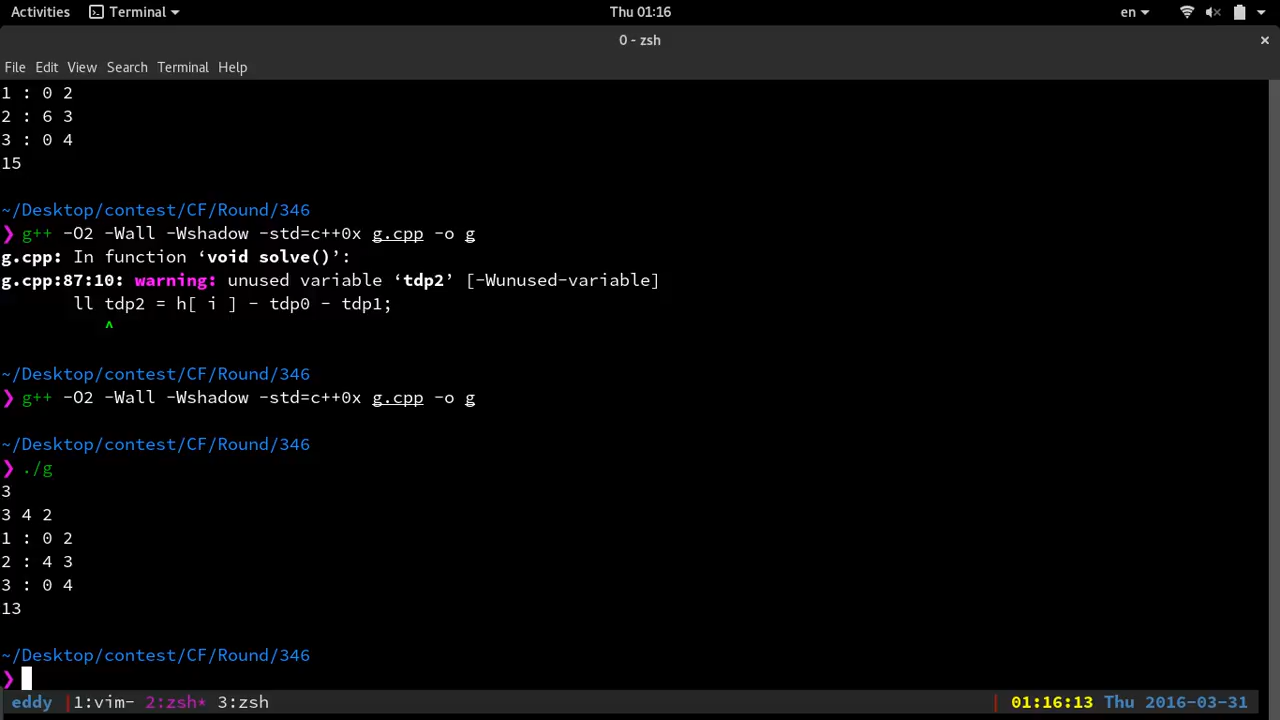 Activities Terminal Thu 01:16 en
0 - zsh
File Edit View Search Terminal Help
1 : 0 2
2 : 6 3
3 : 0 4
15
~/Desktop/contest/CF/Round/346
❯ g++ -O2 -Wall -Wshadow -std=c++0x g.cpp -o g
g.cpp: In function ‘void solve()’:
g.cpp:87:10: warning: unused variable ‘tdp2’ [-Wunused-variable]
ll tdp2 = h[ i ] - tdp0 - tdp1;
^
~/Desktop/contest/CF/Round/346
❯ g++ -O2 -Wall -Wshadow -std=c++0x g.cpp -o g
~/Desktop/contest/CF/Round/346
❯ ./g
3
3 4 2
1 : 0 2
2 : 4 3
3 : 0 4
13
~/Desktop/contest/CF/Round/346
❯
eddy |1:vim- 2:zsh* 3:zsh | 01:16:13 Thu 2016-03-31